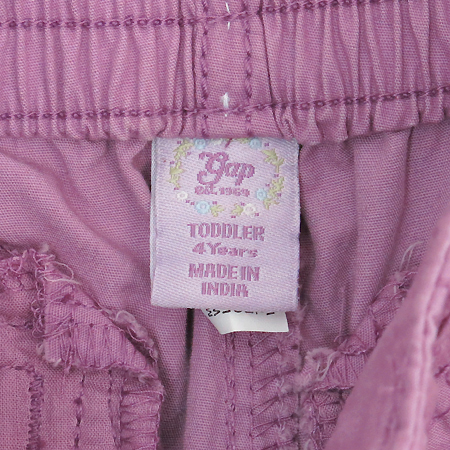 Gap
EST. 1969
TODDLER
4 Years
MADE IN
INDIA